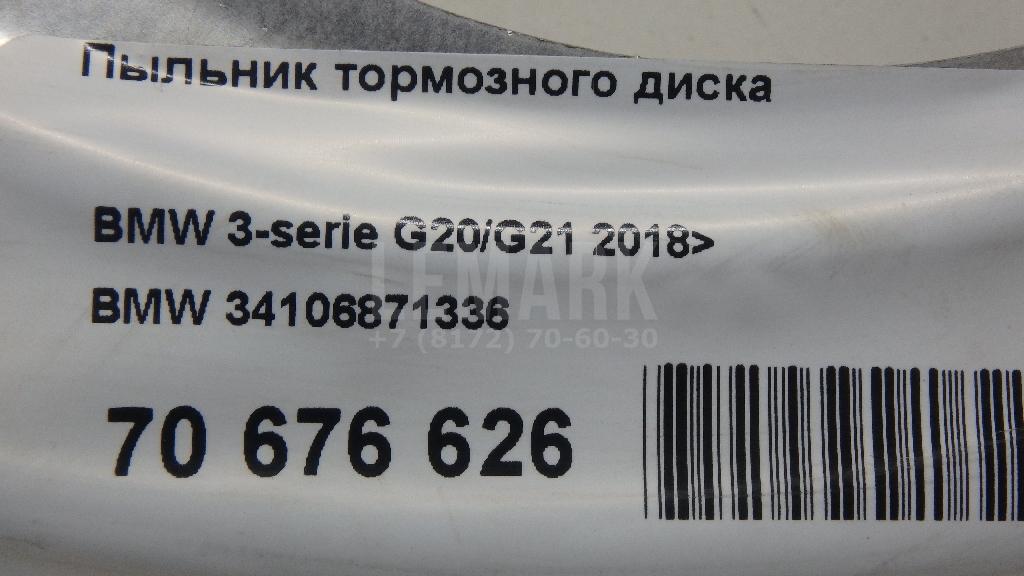 Пыльник тормозного диска
BMW 3-serie G20/G21 2018>
LEMARK
BMW 34106871336
+7 (8172) 70-60-30
70 676 626